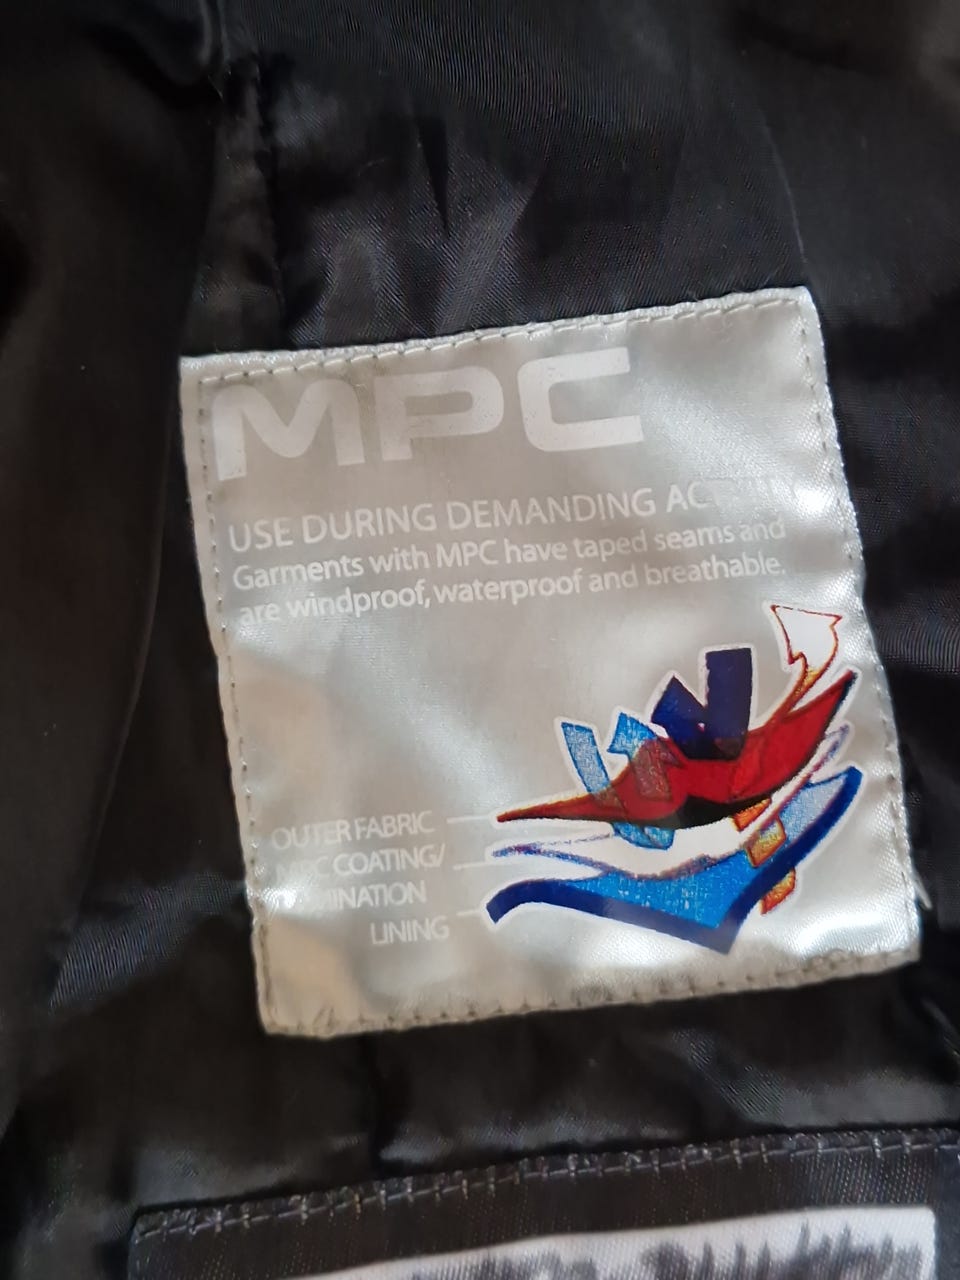 MPC
USE DURING DEMANDING
Garments with MPC have taped seams and
are windproof, waterproof and breathable.
OUTER FABRIC
COATING/
LINING